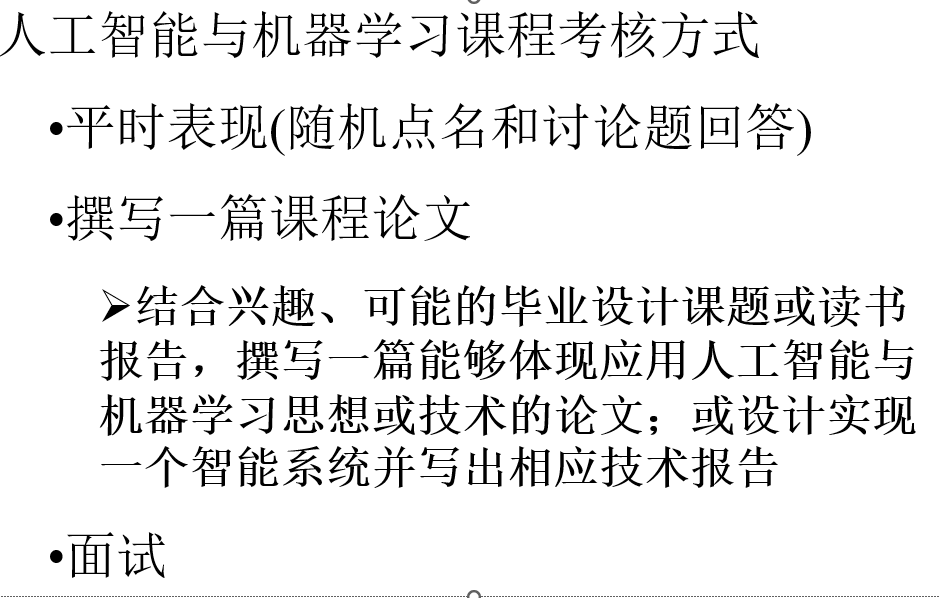 人工智能与机器学习课程考核方式
•平时表现(随机点名和讨论题回答)
•撰写一篇课程论文
➢结合兴趣、可能的毕业设计课题或读书
报告，撰写一篇能够体现应用人工智能与
机器学习思想或技术的论文；或设计实现
一个智能系统并写出相应技术报告
•面试